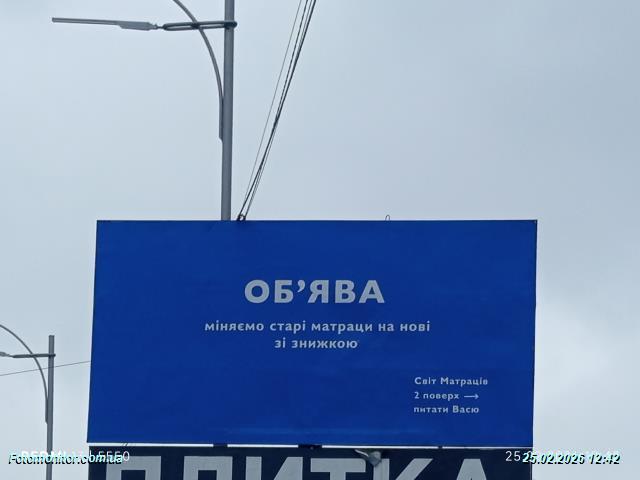 ОБ’ЯВА
міняємо старі матраци на нові
зі знижкою
Світ Матраців
2 поверх →
питати Васю
ПЛИТКА
Fotomonitor.com.ua
25.02.2026 12:42